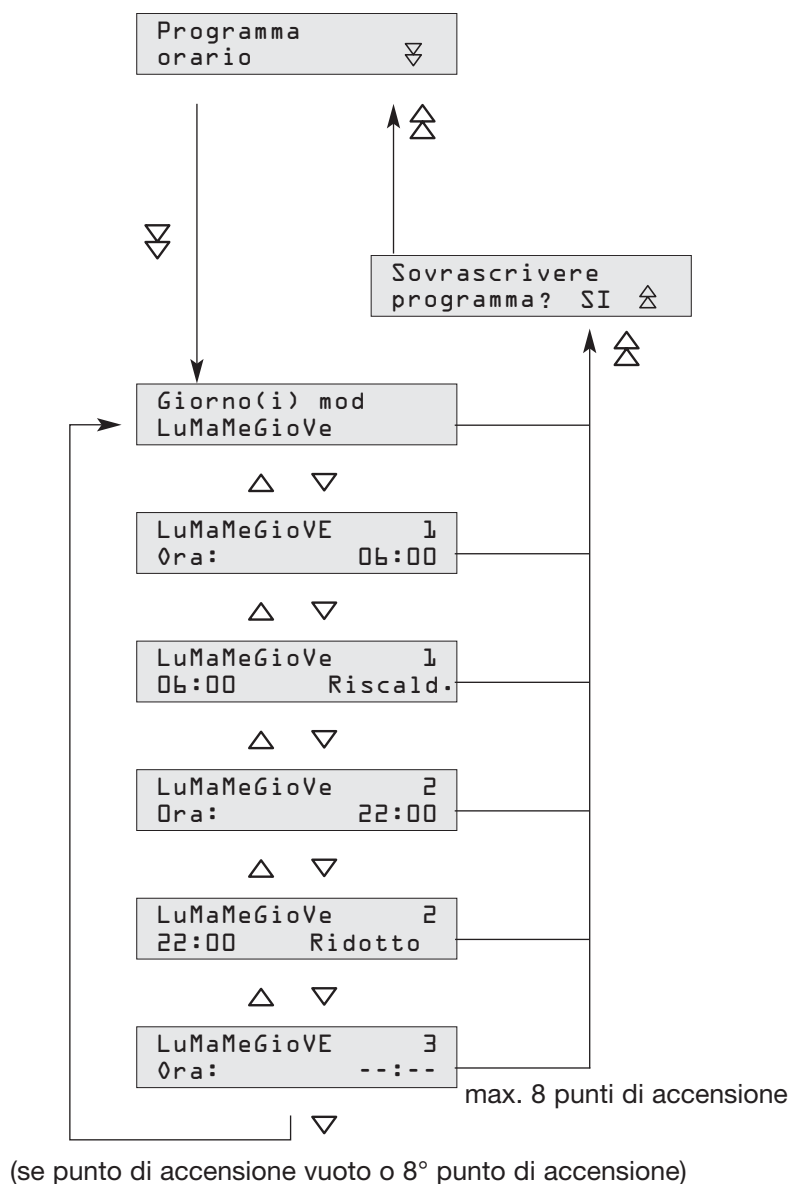 Programma
orario
Sovrascrivere
programma? SI
Giorno(i) mod
LuMaMeGioVe
LuMaMeGioVE 1
Ora: 06:00
LuMaMeGioVe 1
06:00 Riscald.
LuMaMeGioVe 2
Ora: 22:00
LuMaMeGioVe 2
22:00 Ridotto
LuMaMeGioVE 3
Ora: --:--
max. 8 punti di accensione
(se punto di accensione vuoto o 8° punto di accensione)